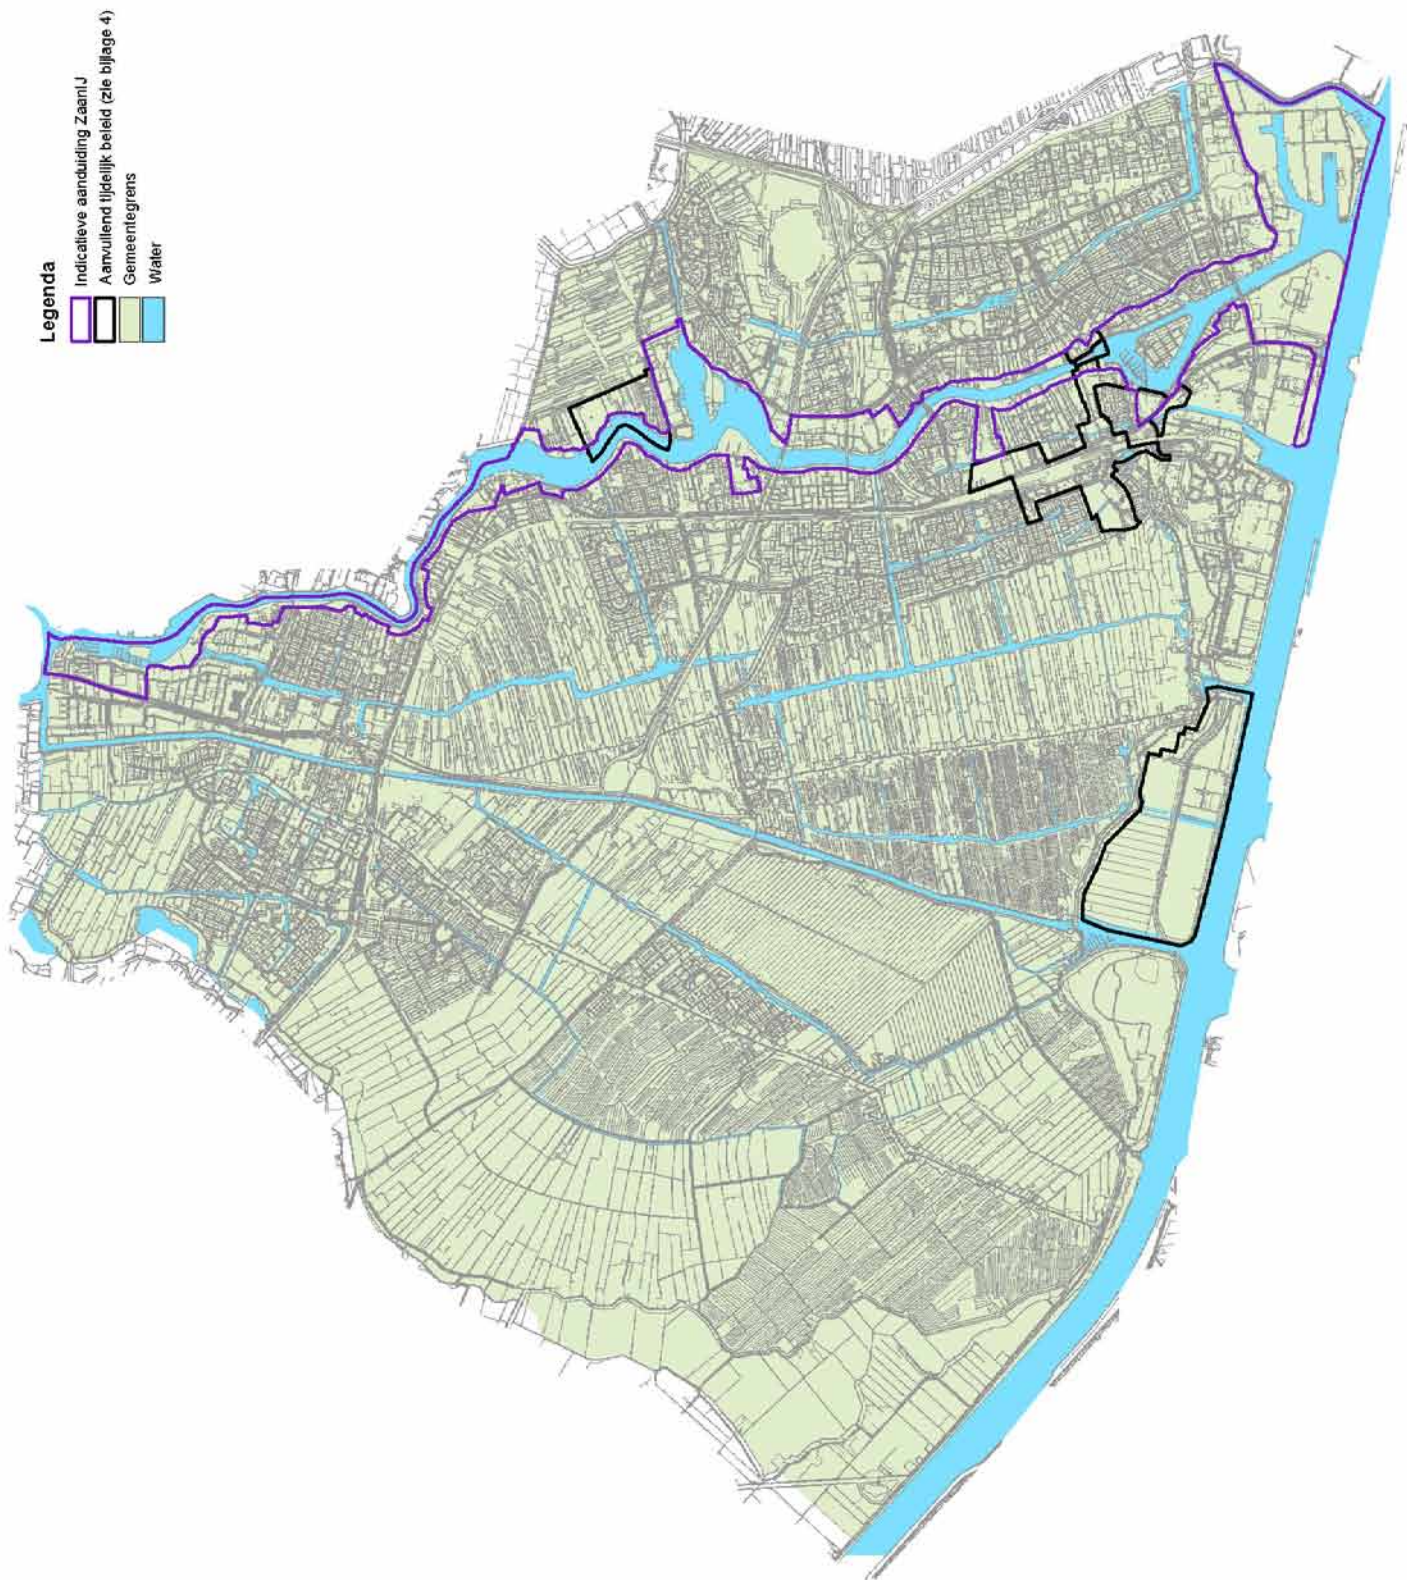 Legenda
Indicatieve aanduiding ZaanIJ
Aanvullend tijdelijk beleid (zie bijlage 4)
Gemeentegrens
Water